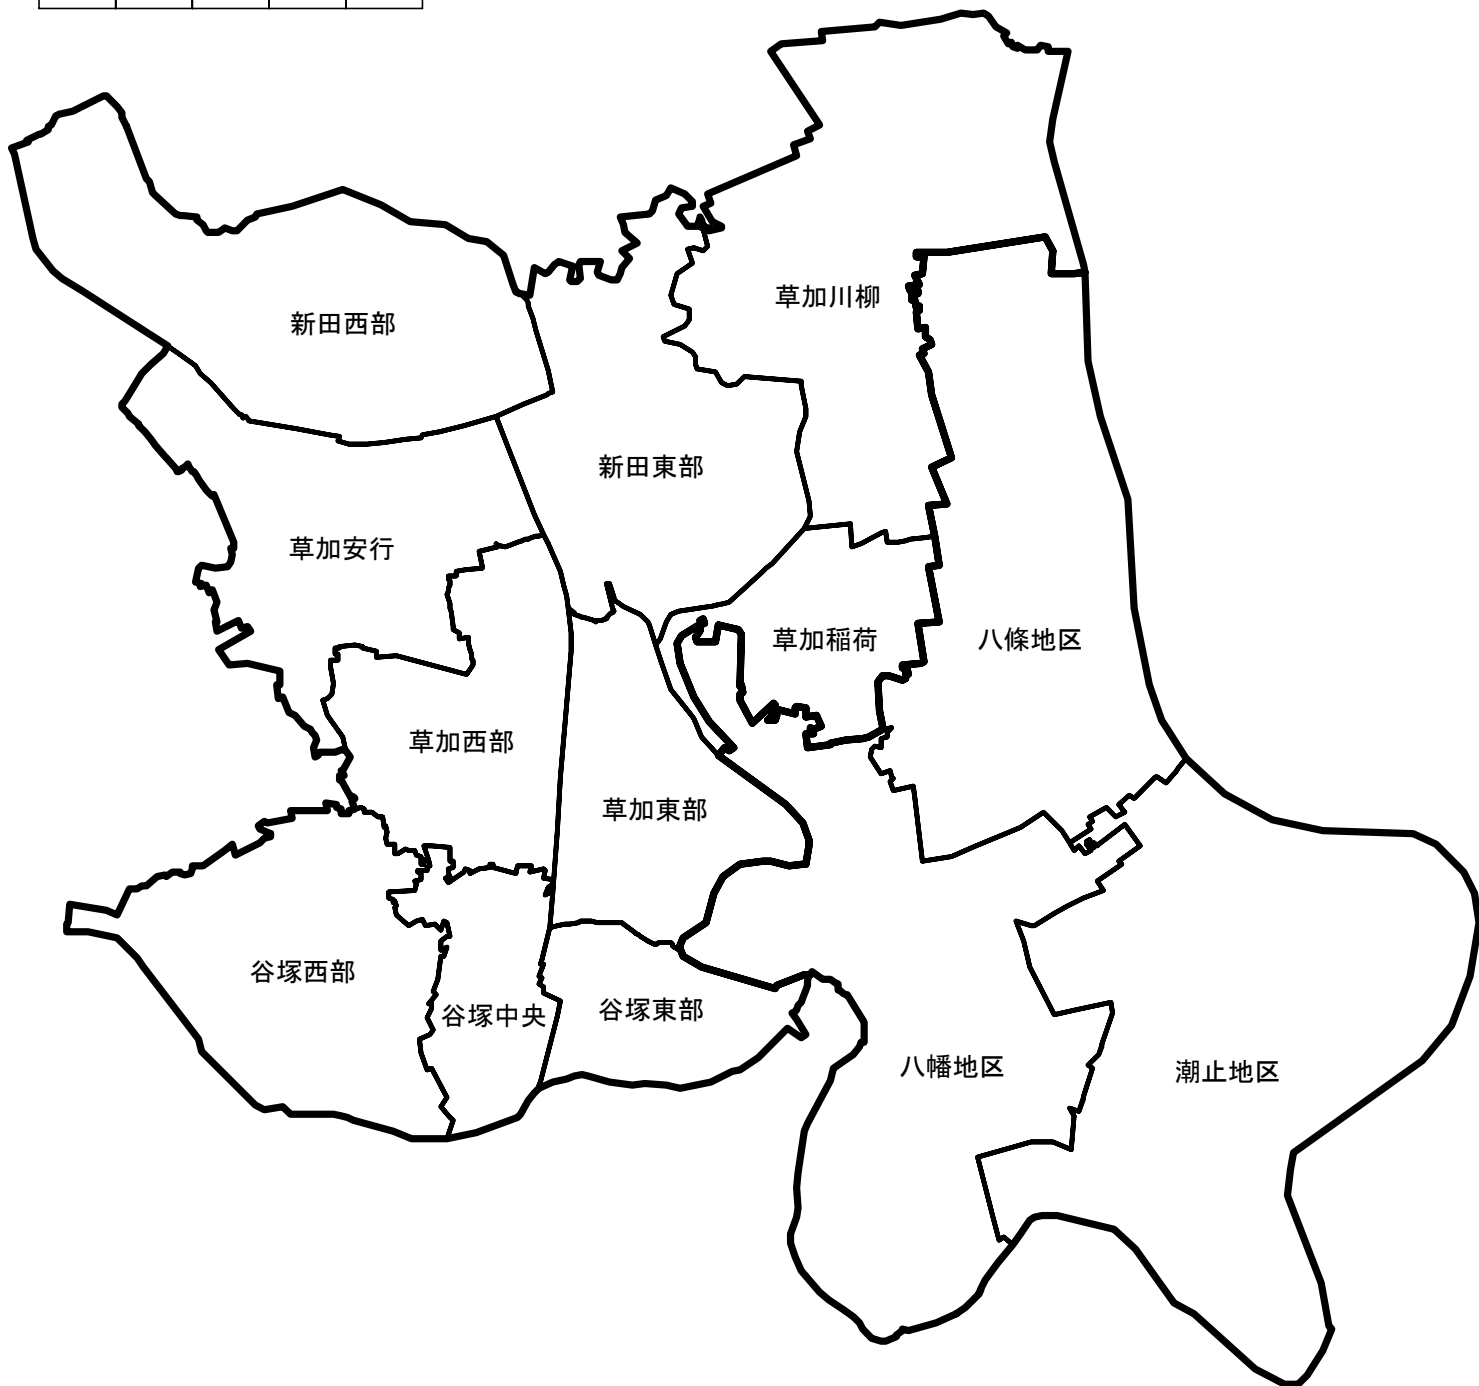 草加川柳
新田西部
新田東部
草加安行
草加稲荷
八條地区
草加西部
草加東部
谷塚西部
谷塚東部
谷塚中央
八幡地区
潮止地区